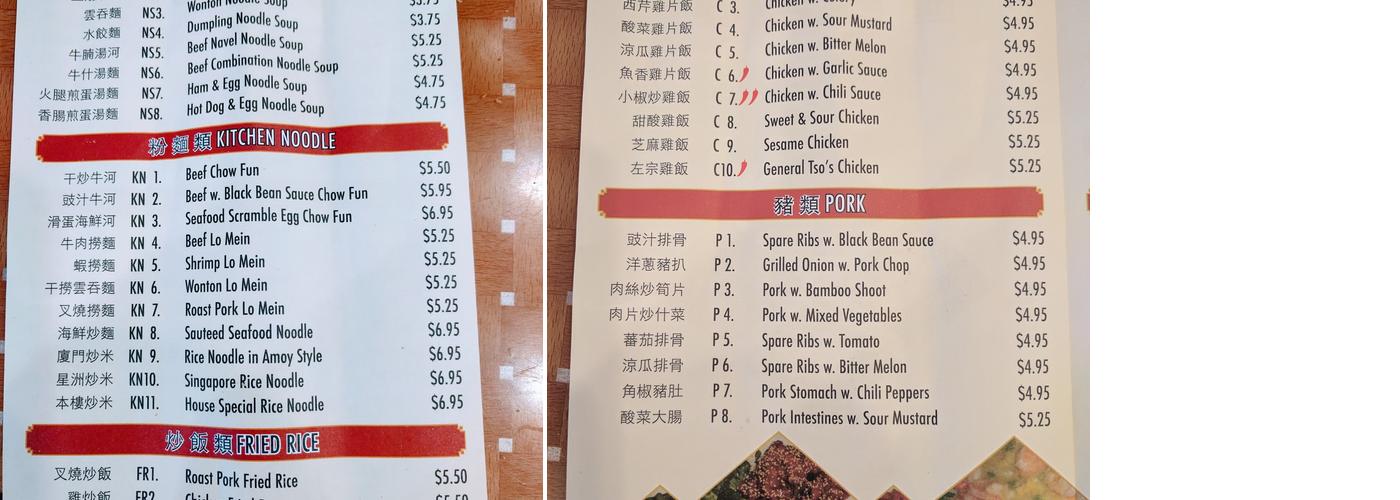 Wonton Noodle Soup $3.75
雲吞麵 NS3. Dumpling Noodle Soup $3.75
水餃麵 NS4. Beef Navel Noodle Soup $5.25
牛腩湯河 NS5. Beef Combination Noodle Soup $5.25
牛什湯麵 NS6. Ham & Egg Noodle Soup $4.75
火腿煎蛋湯麵 NS7. Hot Dog & Egg Noodle Soup $4.75
香腸煎蛋湯麵 NS8.
粉麵類 KITCHEN NOODLE
干炒牛河 KN 1. Beef Chow Fun $5.50
豉汁牛河 KN 2. Beef w. Black Bean Sauce Chow Fun $5.95
滑蛋海鮮河 KN 3. Seafood Scramble Egg Chow Fun $6.95
牛肉撈麵 KN 4. Beef Lo Mein $5.25
蝦撈麵 KN 5. Shrimp Lo Mein $5.25
干撈雲吞麵 KN 6. Wonton Lo Mein $5.25
叉燒撈麵 KN 7. Roast Pork Lo Mein $5.25
海鮮炒麵 KN 8. Sauteed Seafood Noodle $6.95
廈門炒米 KN 9. Rice Noodle in Amoy Style $6.95
星洲炒米 KN10. Singapore Rice Noodle $6.95
本樓炒米 KN11. House Special Rice Noodle $6.95
炒飯類 FRIED RICE
叉燒炒飯 FR1. Roast Pork Fried Rice $5.50
雞炒飯 FR2.
西芹雞片飯 C 3. Chicken w. Celery $4.95
酸菜雞片飯 C 4. Chicken w. Sour Mustard $4.95
涼瓜雞片飯 C 5. Chicken w. Bitter Melon $4.95
魚香雞片飯 C 6. Chicken w. Garlic Sauce $4.95
小椒炒雞飯 C 7. Chicken w. Chili Sauce $4.95
甜酸雞飯 C 8. Sweet & Sour Chicken $5.25
芝麻雞飯 C 9. Sesame Chicken $5.25
左宗雞飯 C10. General Tso's Chicken $5.25
豬類 PORK
豉汁排骨 P 1. Spare Ribs w. Black Bean Sauce $4.95
洋蔥豬扒 P 2. Grilled Onion w. Pork Chop $4.95
肉絲炒筍片 P 3. Pork w. Bamboo Shoot $4.95
肉片炒什菜 P 4. Pork w. Mixed Vegetables $4.95
蕃茄排骨 P 5. Spare Ribs w. Tomato $4.95
涼瓜排骨 P 6. Spare Ribs w. Bitter Melon $4.95
角椒豬肚 P 7. Pork Stomach w. Chili Peppers $4.95
酸菜大腸 P 8. Pork Intestines w. Sour Mustard $5.25